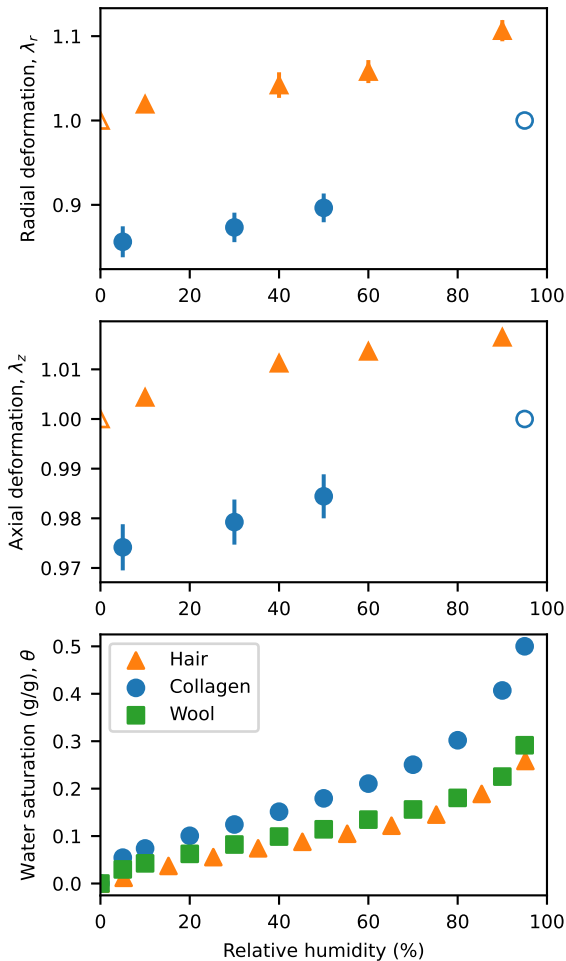 Radial deformation, λr
1.1
1.0
0.9
0 20 40 60 80 100
Axial deformation, λz
1.01
1.00
0.99
0.98
0.97
0 20 40 60 80 100
Water saturation (g/g), θ
0.5
0.4
0.3
0.2
0.1
0.0
Hair
Collagen
Wool
0 20 40 60 80 100
Relative humidity (%)